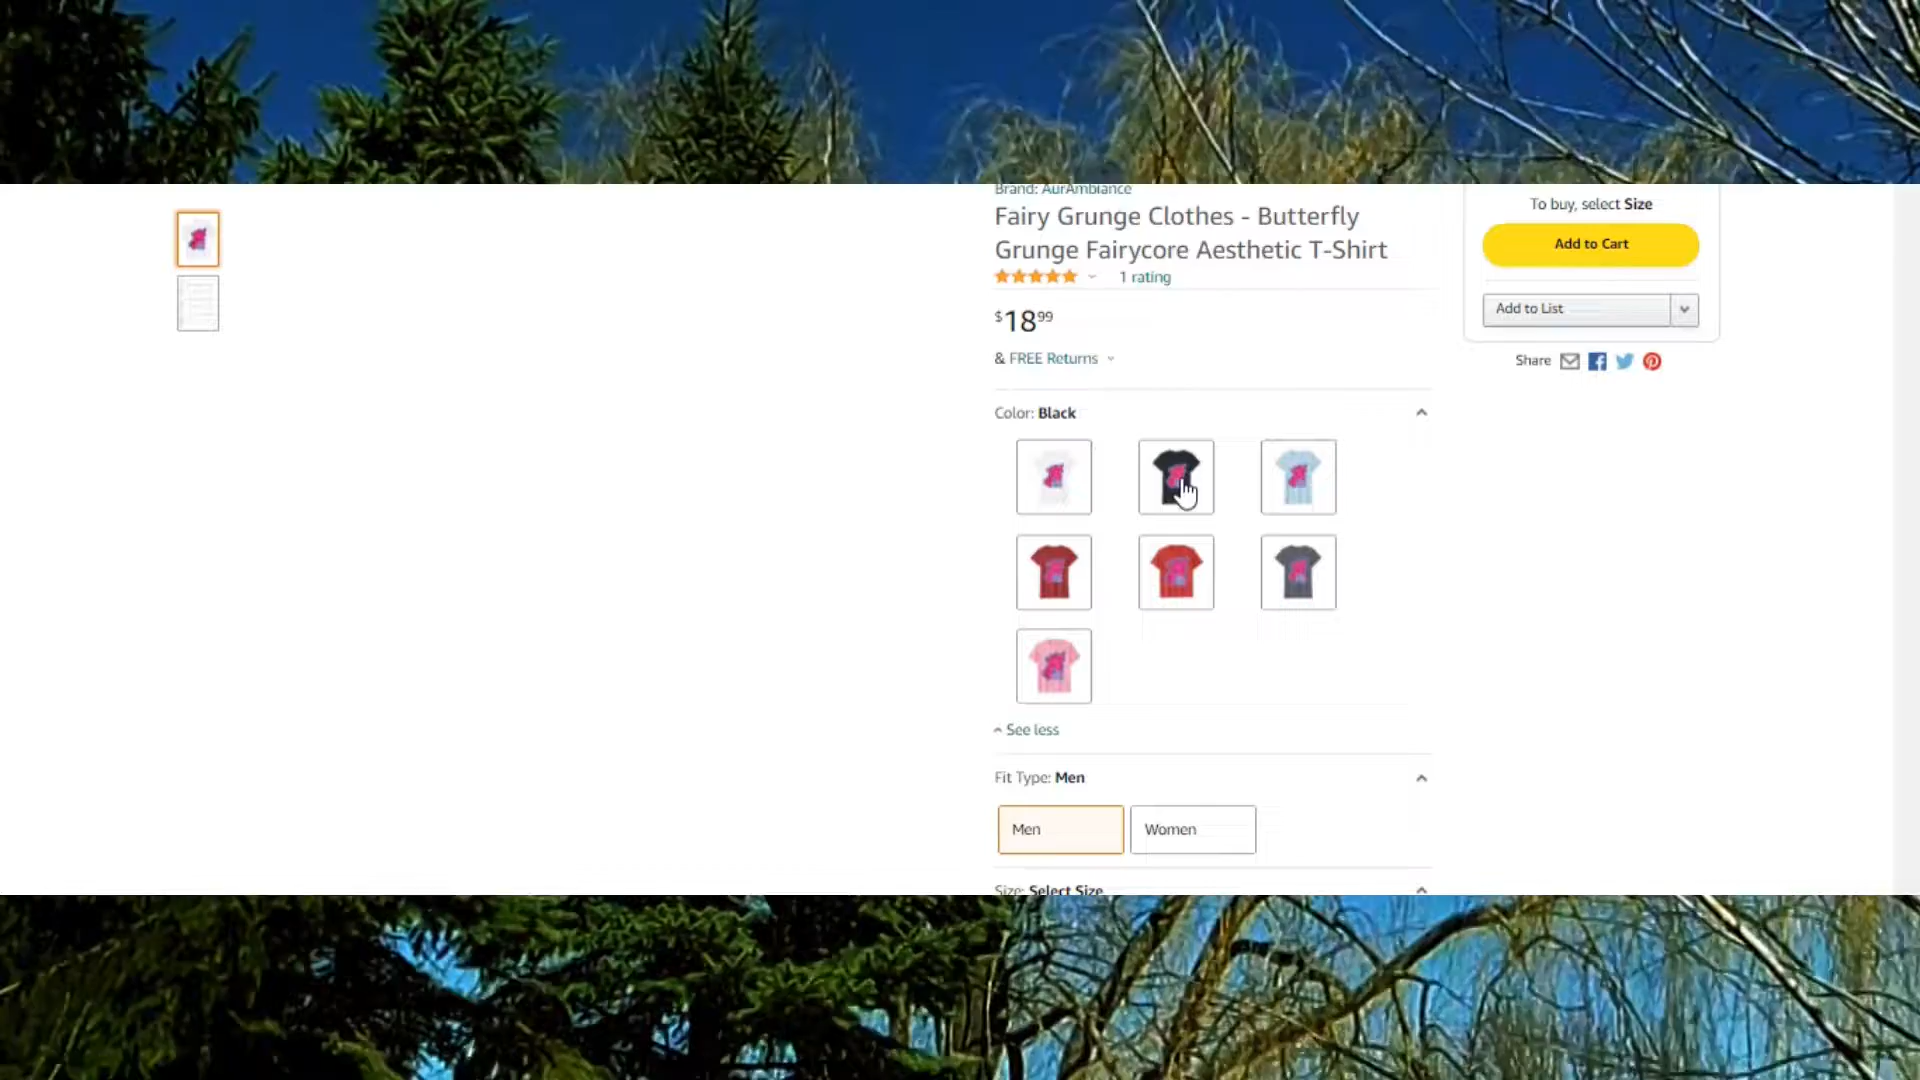 Brand: AurAmbiance
Fairy Grunge Clothes - Butterfly
Grunge Fairycore Aesthetic T-Shirt
1 rating
$18 99
& FREE Returns
Color: Black
See less
Fit Type: Men
Men
Women
Size: Select Size
To buy, select Size
Add to Cart
Add to List
Share